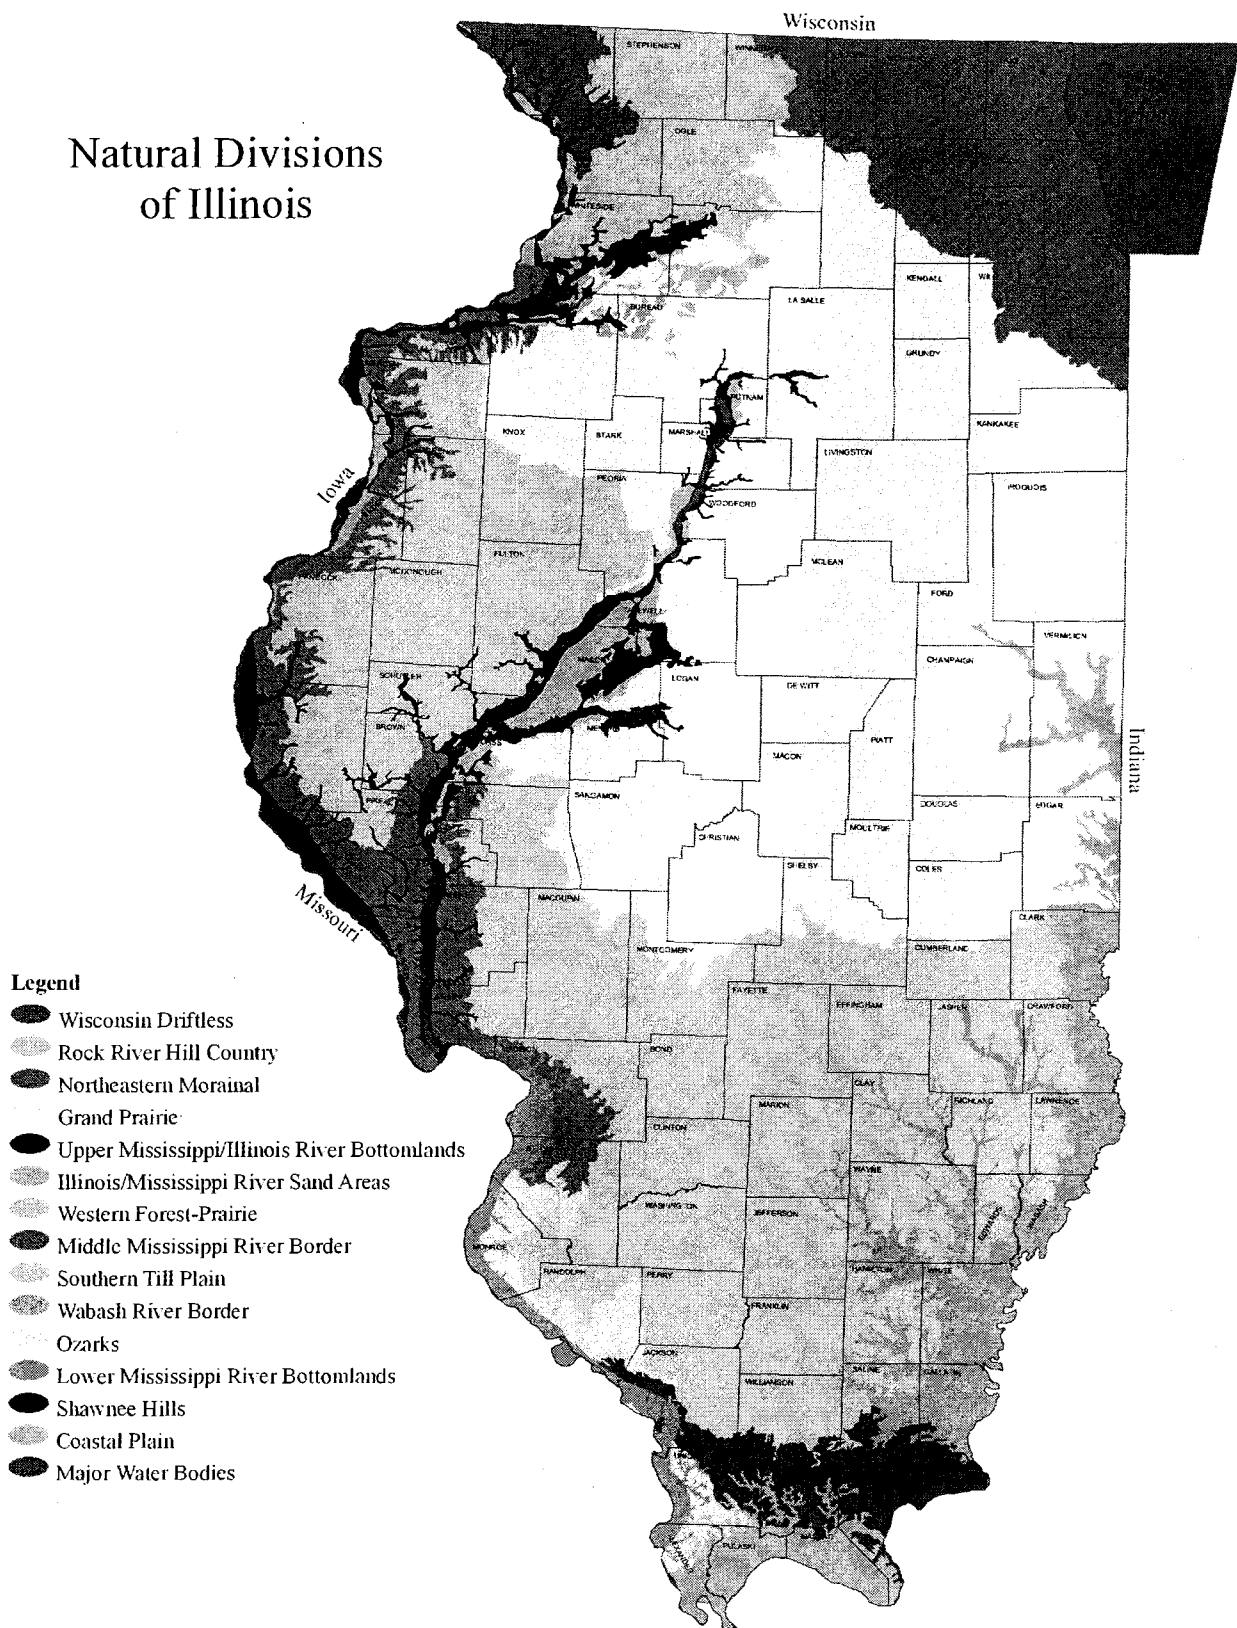 Wisconsin
Natural Divisions
of Illinois
STEPHENSON
OGLE
KENDALL
LA SALLE
BUREAU
GRUNDY
PUTNAM
KANKAKEE
KNOX
STARK
MARSHALL
LIVINGSTON
Iowa
PEORIA
IROQUOIS
WOODFORD
FULTON
MCDONOUGH
MCLEAN
FORD
VERMILION
CHAMPAIGN
SCHUYLER
LOGAN
DE WITT
BROWN
PIATT
MACON
Indiana
SANGAMON
DOUGLAS
EDGAR
CHRISTIAN
MOULTRIE
SHELBY
COLES
Missouri
MACOUPIN
CLARK
MONTGOMERY
CUMBERLAND
FAYETTE
EFFINGHAM
JASPER
CRAWFORD
BOND
CLAY
MARION
RICHLAND
LAWRENCE
CLINTON
WAYNE
WASHINGTON
JEFFERSON
EDWARDS
WABASH
MONROE
RANDOLPH
PERRY
HAMILTON
WHITE
FRANKLIN
JACKSON
SALINE
GALLATIN
WILLIAMSON
PULASKI
Legend
Wisconsin Driftless
Rock River Hill Country
Northeastern Morainal
Grand Prairie
Upper Mississippi/Illinois River Bottomlands
Illinois/Mississippi River Sand Areas
Western Forest-Prairie
Middle Mississippi River Border
Southern Till Plain
Wabash River Border
Ozarks
Lower Mississippi River Bottomlands
Shawnee Hills
Coastal Plain
Major Water Bodies